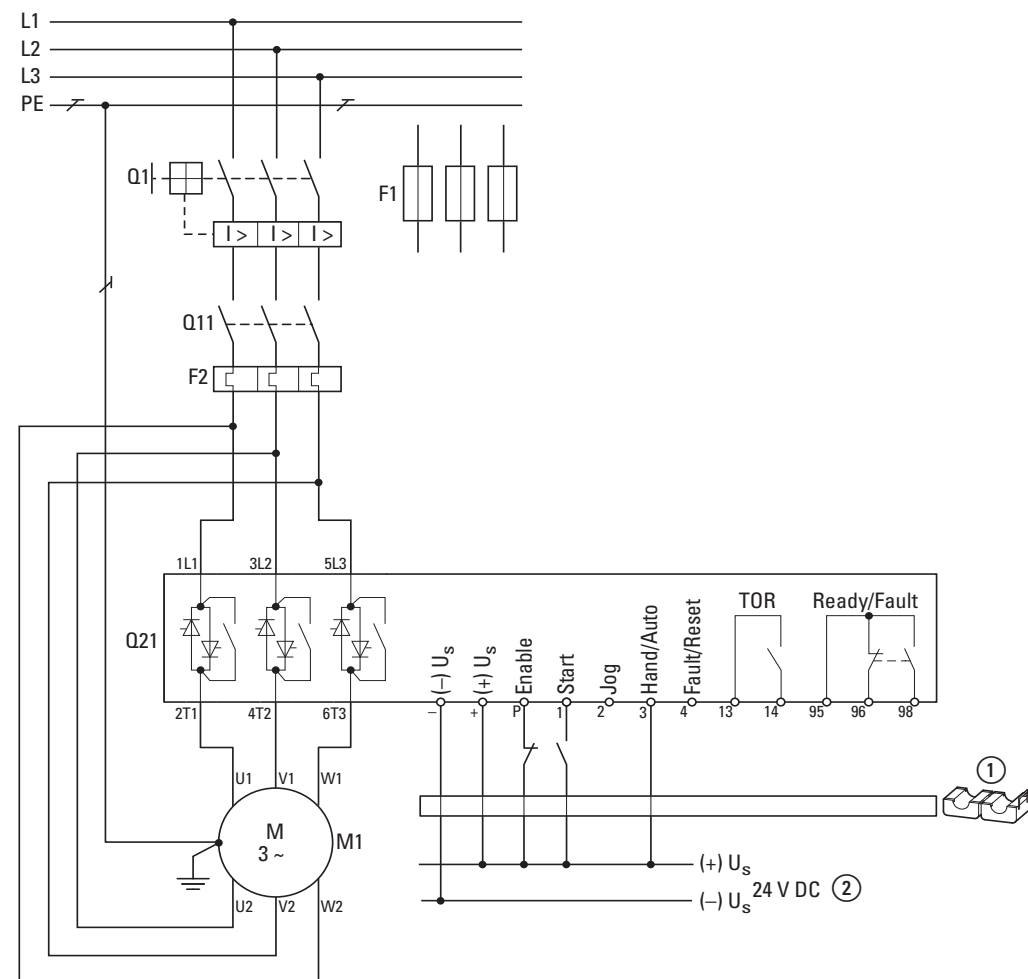 L1
L2
L3
PE
Q1
I > I > I >
F1
Q11
F2
1L1 3L2 5L3
Q21
(–) Us
(+) Us
Enable
Start
Jog
Hand/Auto
Fault/Reset
TOR
Ready/Fault
2T1 4T2 6T3
– + P 1 2 3 4 13 14 95 96 98
U1 V1 W1
M
3 ~
M1
U2 V2 W2
1
(+) Us
24 V DC 2
(–) Us